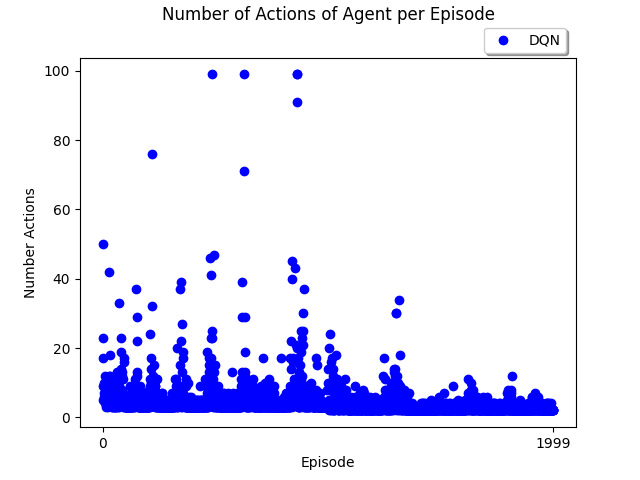 Number of Actions of Agent per Episode
DQN
100
80
60
40
20
0
Number Actions
0
1999
Episode